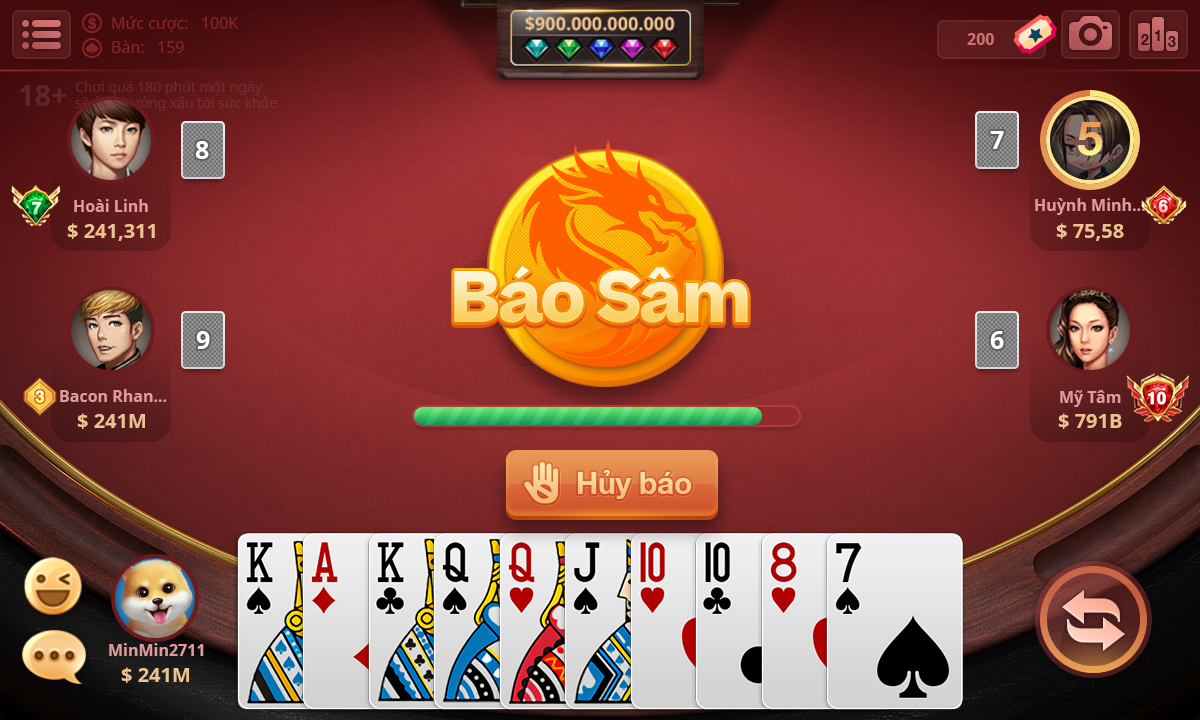 Mức cược: 100K
Bàn: 159
$900.000.000.000
200
2 1 3
18+
Chơi quá 180 phút một ngày
sẽ ảnh hưởng xấu tới sức khỏe
8
7
5
7
Hoài Linh
$ 241,311
Huỳnh Minh...
6
$ 75,58
Báo Sâm
9
6
3
Bacon Rhan...
$ 241M
Mỹ Tâm
10
$ 791B
Hủy báo
K A K Q Q J 10 10 8 7
MinMin2711
$ 241M